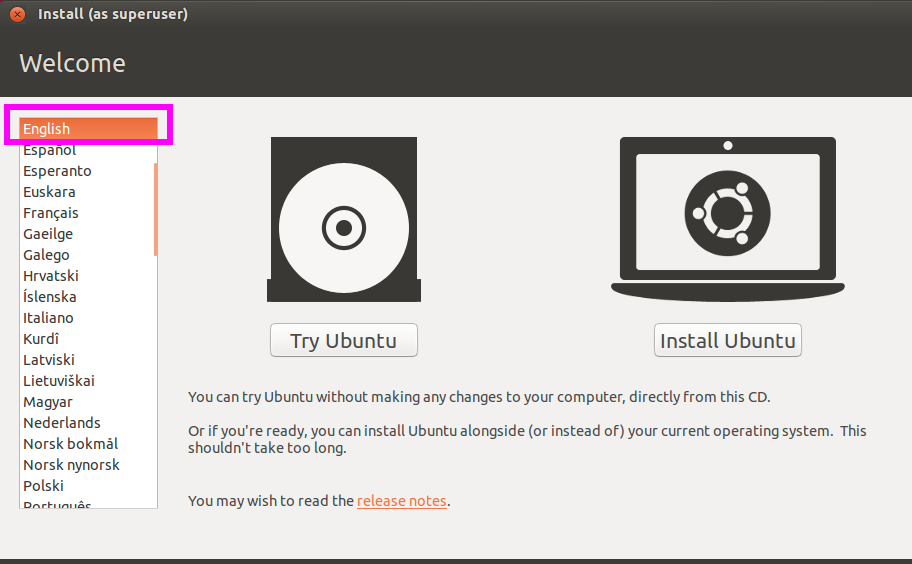 Install (as superuser)
Welcome
English
Español
Esperanto
Euskara
Français
Gaeilge
Galego
Hrvatski
Íslenska
Italiano
Kurdî
Latviski
Lietuviškai
Magyar
Nederlands
Norsk bokmål
Norsk nynorsk
Polski
Português
Try Ubuntu
Install Ubuntu
You can try Ubuntu without making any changes to your computer, directly from this CD.
Or if you're ready, you can install Ubuntu alongside (or instead of) your current operating system.  This
shouldn't take too long.
You may wish to read the release notes.